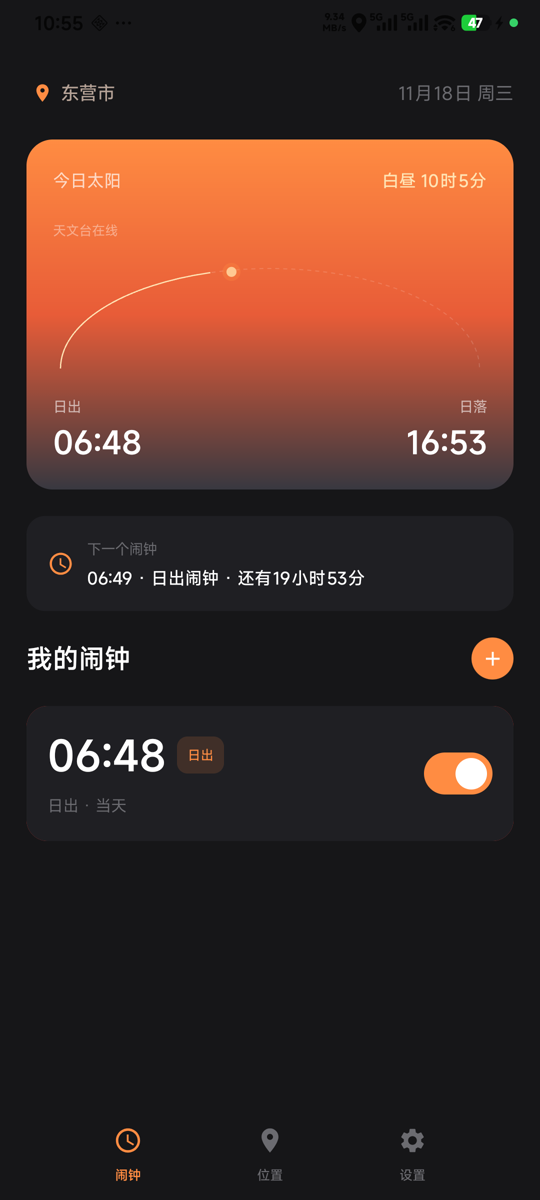 10:55 ···
9.34 MB/s 5G 5G 47
东营市
11月18日 周三
今日太阳
白昼 10时5分
天文台在线
日出
日落
06:48
16:53
下一个闹钟
06:49 · 日出闹钟 · 还有19小时53分
我的闹钟
06:48 日出
日出 · 当天
闹钟 位置 设置